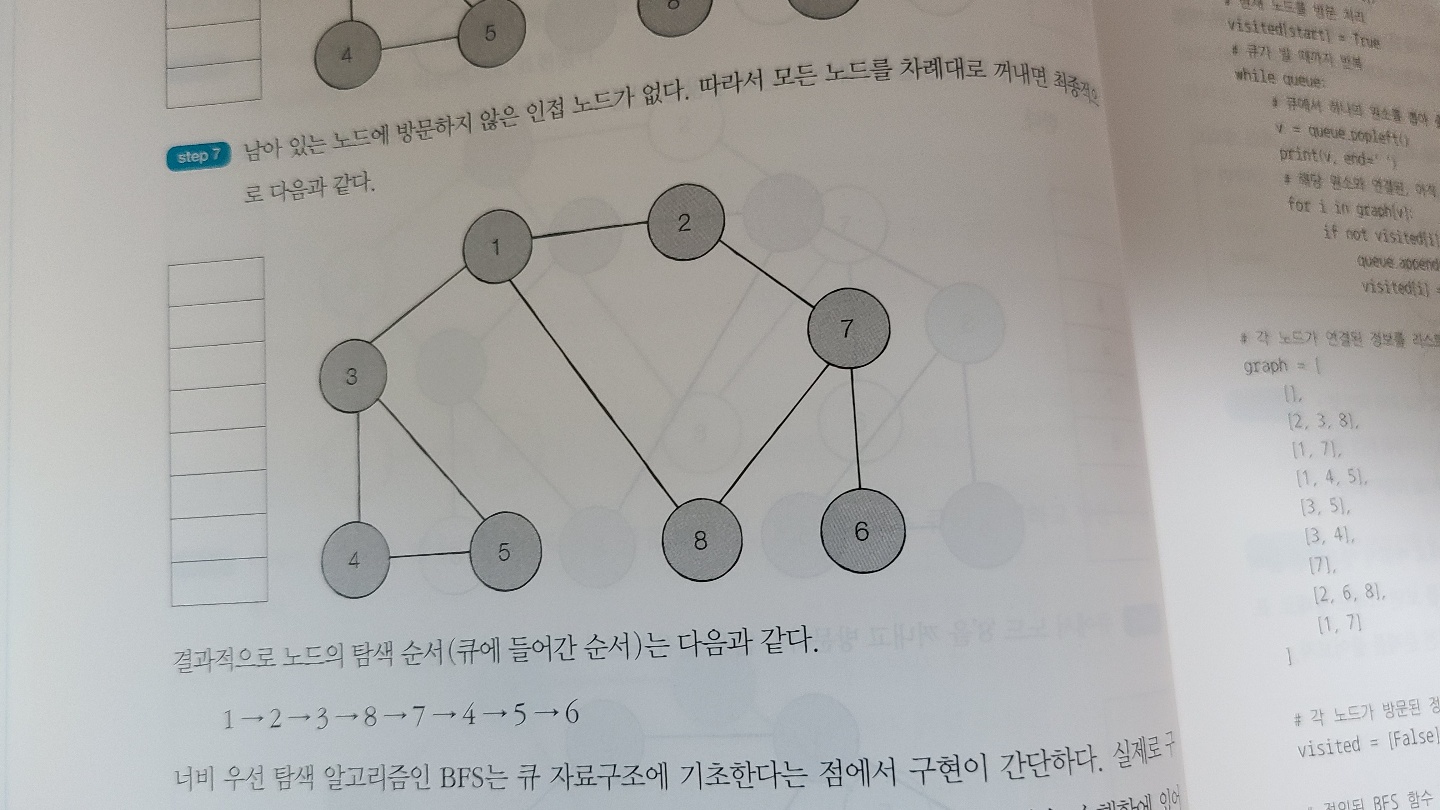 4
5
step 7 남아 있는 노드에 방문하지 않은 인접 노드가 없다. 따라서 모든 노드를 차례대로 꺼내면 최종적으
로 다음과 같다.
1
2
7
3
4
5
8
6
결과적으로 노드의 탐색 순서(큐에 들어간 순서)는 다음과 같다.
1→2→3→8→7→4→5→6
너비 우선 탐색 알고리즘인 BFS는 큐 자료구조에 기초한다는 점에서 구현이 간단하다. 실제로 구
# 현재 노드를 방문 처리
visited[start] = True
# 큐가 빌 때까지 반복
while queue:
# 큐에서 하나의 원소를 뽑아
v = queue.popleft()
print(v, end=' ')
# 해당 원소와 연결된, 아직
for i in graph[v]:
if not visited[i]
queue.append
visited[i] =
# 각 노드가 연결된 정보를 리스트
graph = [
[],
[2, 3, 8],
[1, 7],
[1, 4, 5],
[3, 5],
[3, 4],
[7],
[2, 6, 8],
[1, 7]
]
# 각 노드가 방문된 정
visited = [False]
# 정의된 BFS 함수